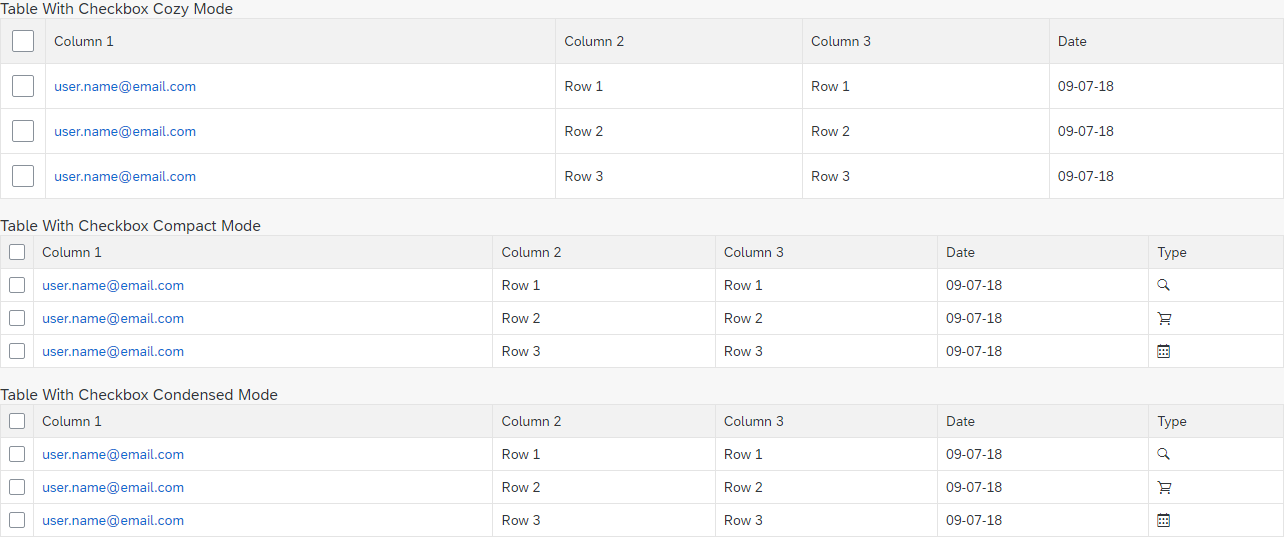 Table With Checkbox Cozy Mode
Column 1 Column 2 Column 3 Date
user.name@email.com Row 1 Row 1 09-07-18
user.name@email.com Row 2 Row 2 09-07-18
user.name@email.com Row 3 Row 3 09-07-18
Table With Checkbox Compact Mode
Column 1 Column 2 Column 3 Date Type
user.name@email.com Row 1 Row 1 09-07-18
user.name@email.com Row 2 Row 2 09-07-18
user.name@email.com Row 3 Row 3 09-07-18
Table With Checkbox Condensed Mode
Column 1 Column 2 Column 3 Date Type
user.name@email.com Row 1 Row 1 09-07-18
user.name@email.com Row 2 Row 2 09-07-18
user.name@email.com Row 3 Row 3 09-07-18